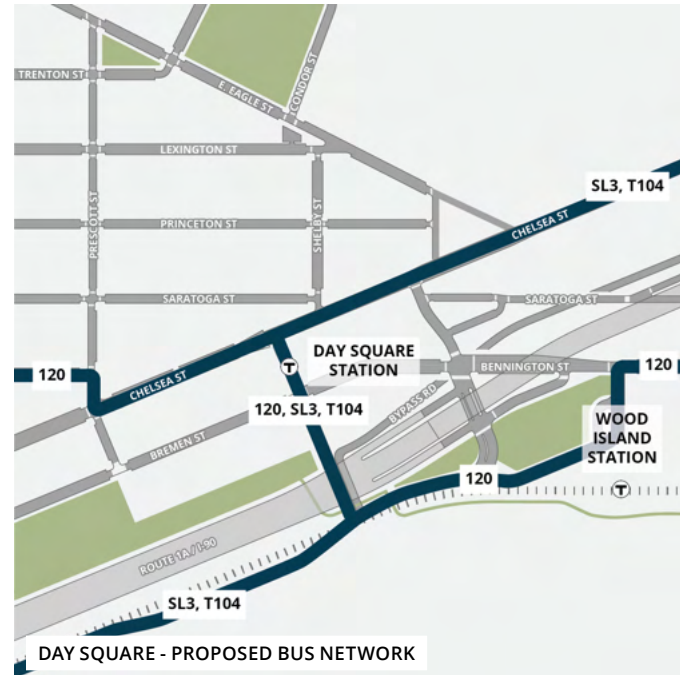 TRENTON ST
E. EAGLE ST
CONDOR ST
LEXINGTON ST
SL3, T104
PRESCOTT ST
PRINCETON ST
SHELBY ST
CHELSEA ST
SARATOGA ST
SARATOGA ST
T
DAY SQUARE
STATION
BENNINGTON ST
120
120
CHELSEA ST
120, SL3, T104
BYPASS RD
WOOD
ISLAND
STATION
BREMEN ST
120
T
ROUTE 1A / I-90
SL3, T104
DAY SQUARE - PROPOSED BUS NETWORK